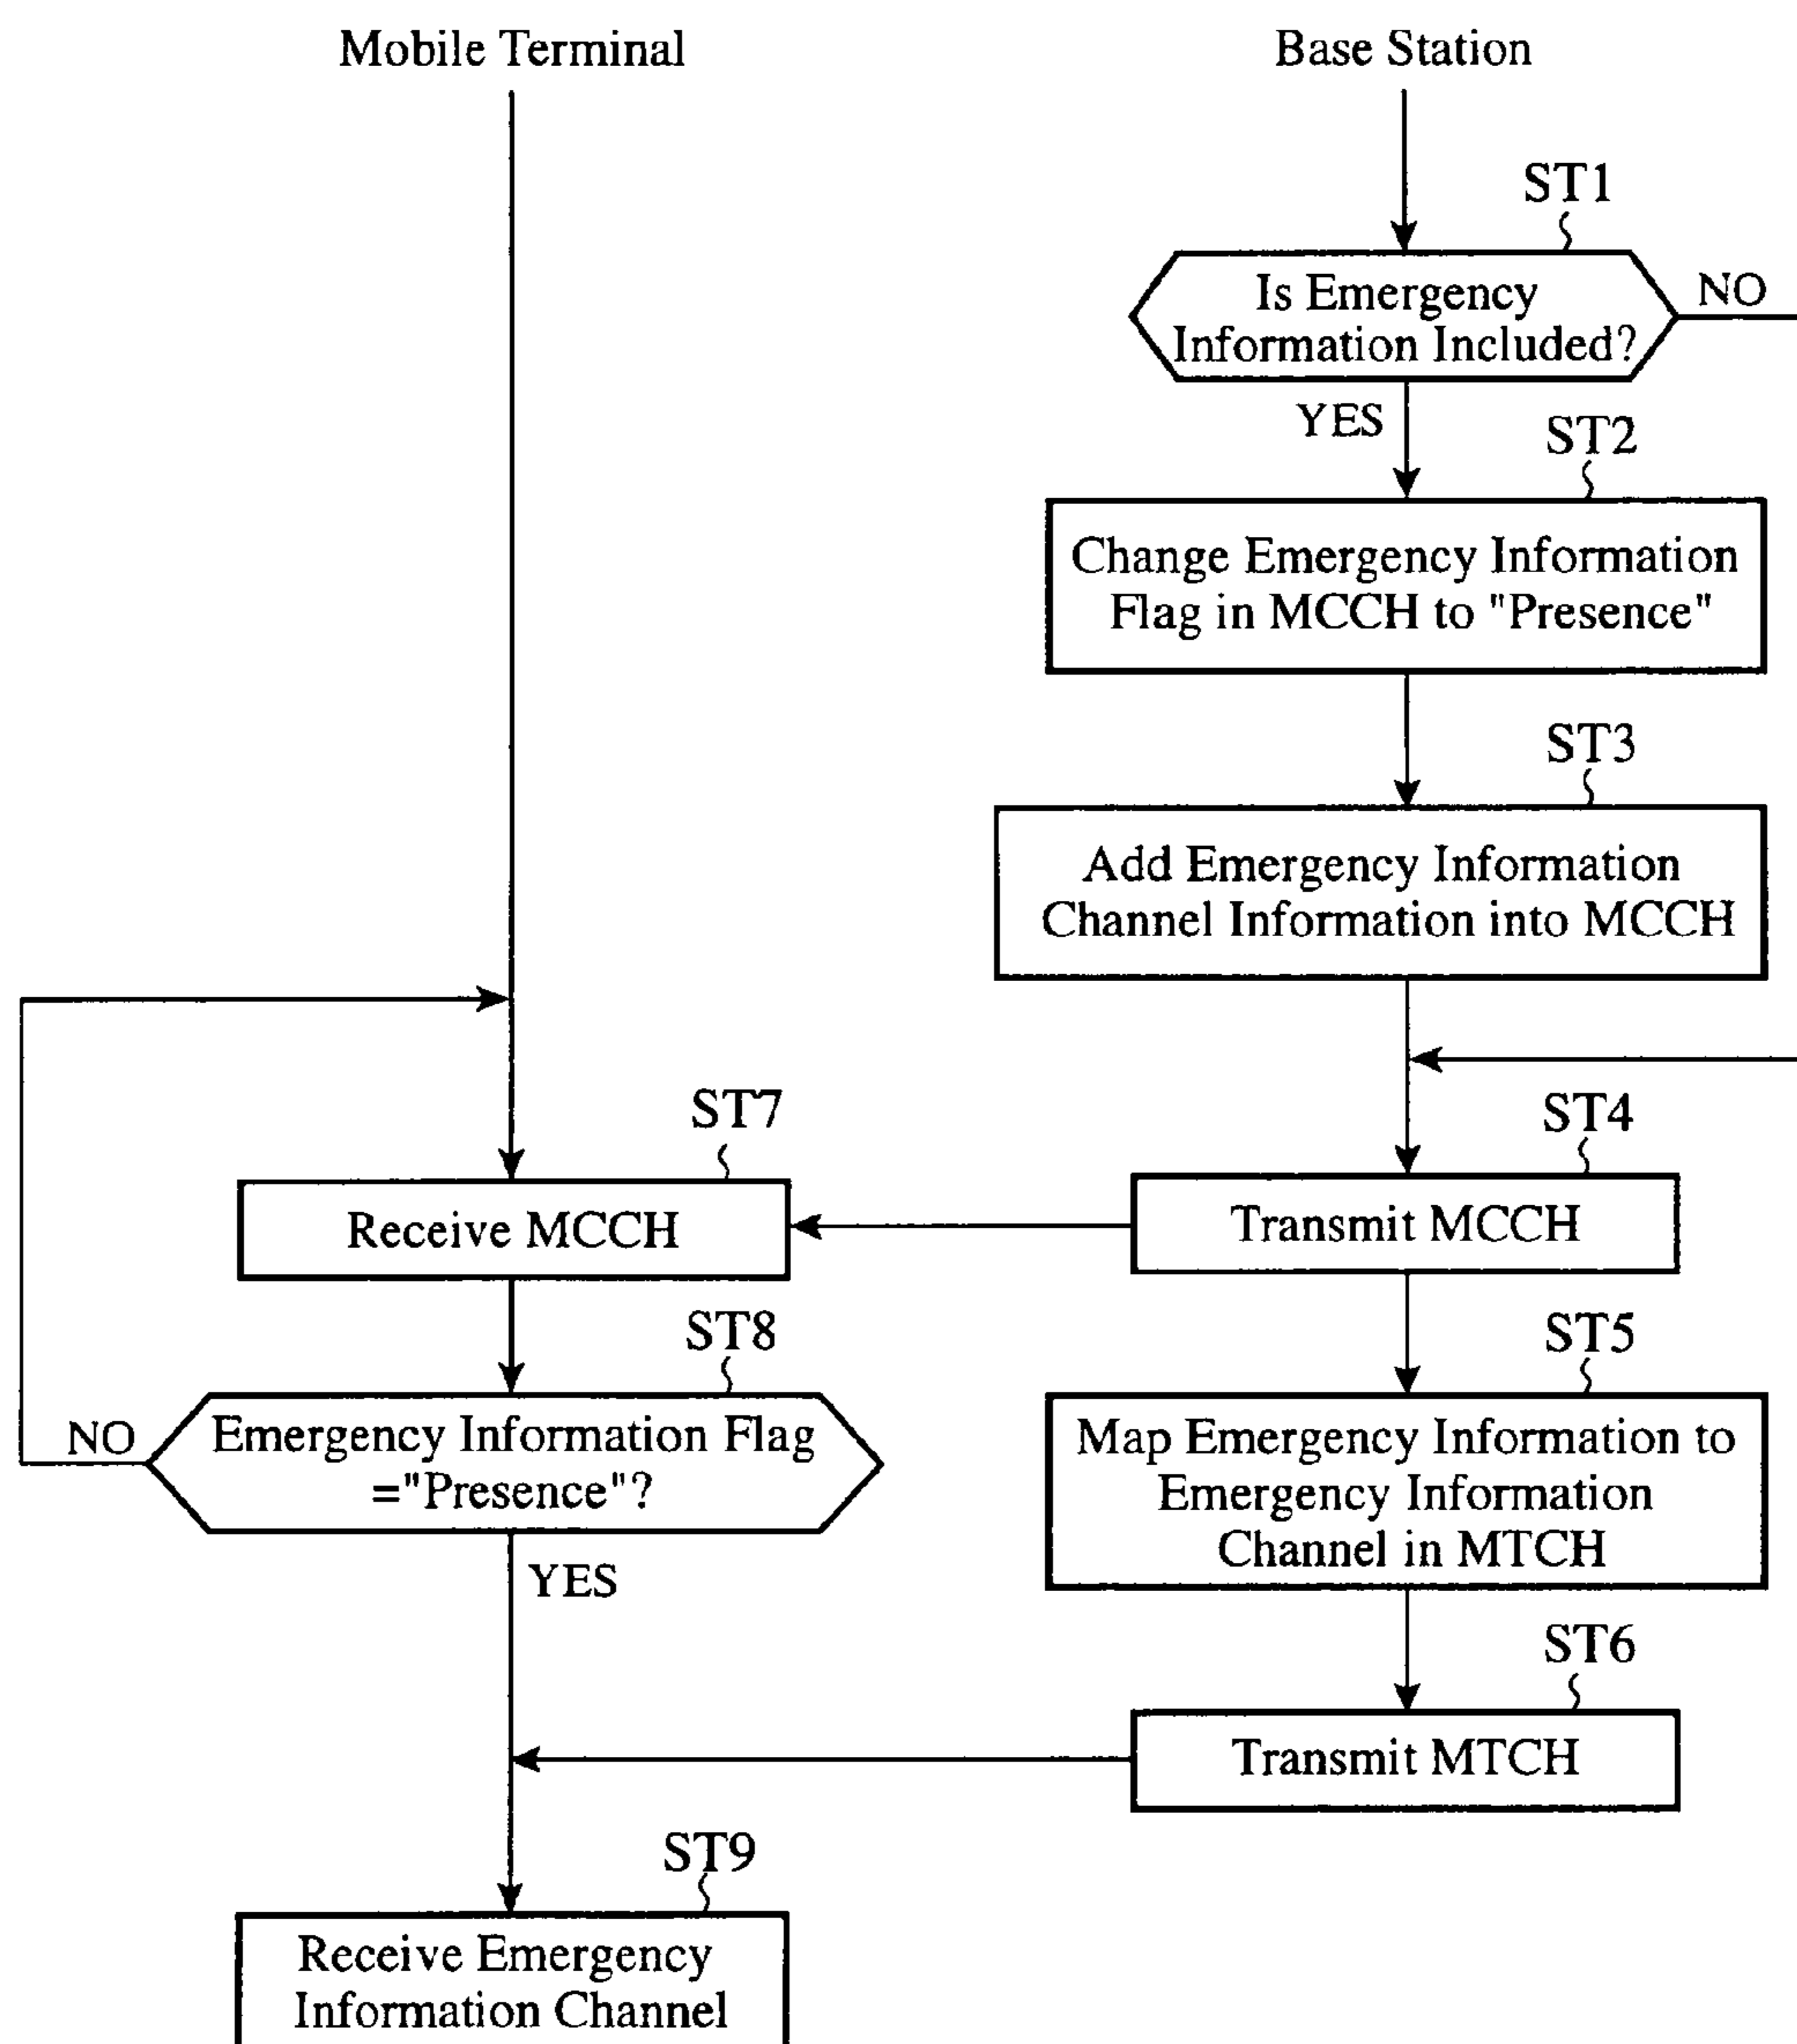 Mobile Terminal
Base Station
ST1
Is Emergency
Information Included?
NO
YES
ST2
Change Emergency Information
Flag in MCCH to "Presence"
ST3
Add Emergency Information
Channel Information into MCCH
ST7
ST4
Receive MCCH
Transmit MCCH
ST8
ST5
NO
Emergency Information Flag
="Presence"?
Map Emergency Information to
Emergency Information
Channel in MTCH
YES
ST6
Transmit MTCH
ST9
Receive Emergency
Information Channel